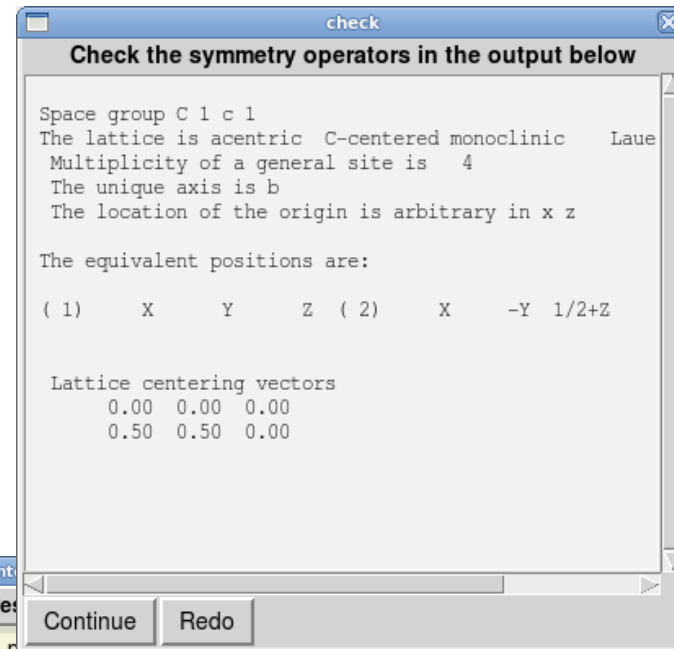 check
Check the symmetry operators in the output below
Space group C 1 c 1
The lattice is acentric C-centered monoclinic Laue
Multiplicity of a general site is 4
The unique axis is b
The location of the origin is arbitrary in x z
The equivalent positions are:
( 1) X Y Z ( 2) X -Y 1/2+Z
Lattice centering vectors
0.00 0.00 0.00
0.50 0.50 0.00
Continue Redo